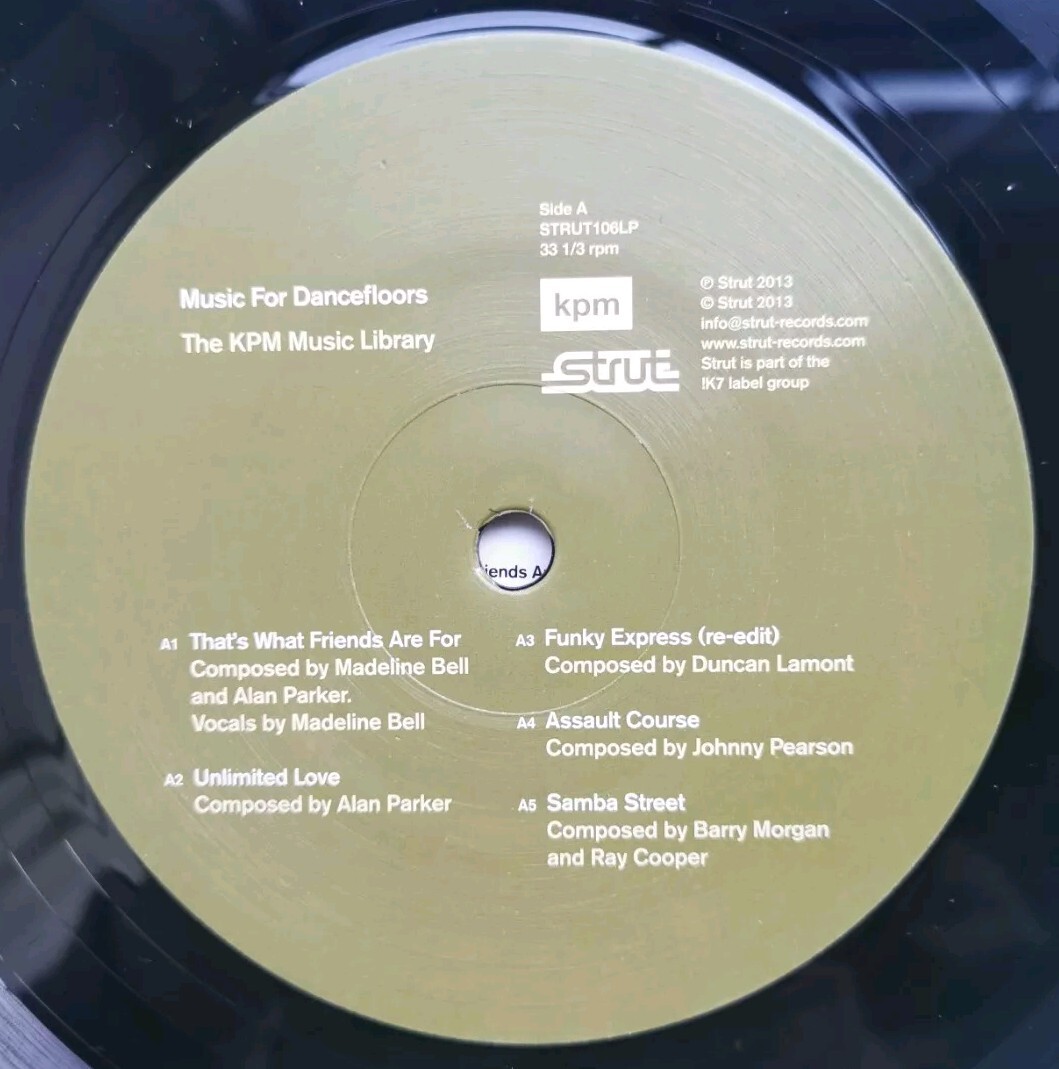 Side A
STRUT106LP
33 1/3 rpm
Music For Dancefloors
The KPM Music Library
kpm
strut
℗ Strut 2013
© Strut 2013
info@strut-records.com
www.strut-records.com
Strut is part of the
!K7 label group
iends A
A1 That's What Friends Are For
Composed by Madeline Bell
and Alan Parker.
Vocals by Madeline Bell
A2 Unlimited Love
Composed by Alan Parker
A3 Funky Express (re-edit)
Composed by Duncan Lamont
A4 Assault Course
Composed by Johnny Pearson
A5 Samba Street
Composed by Barry Morgan
and Ray Cooper